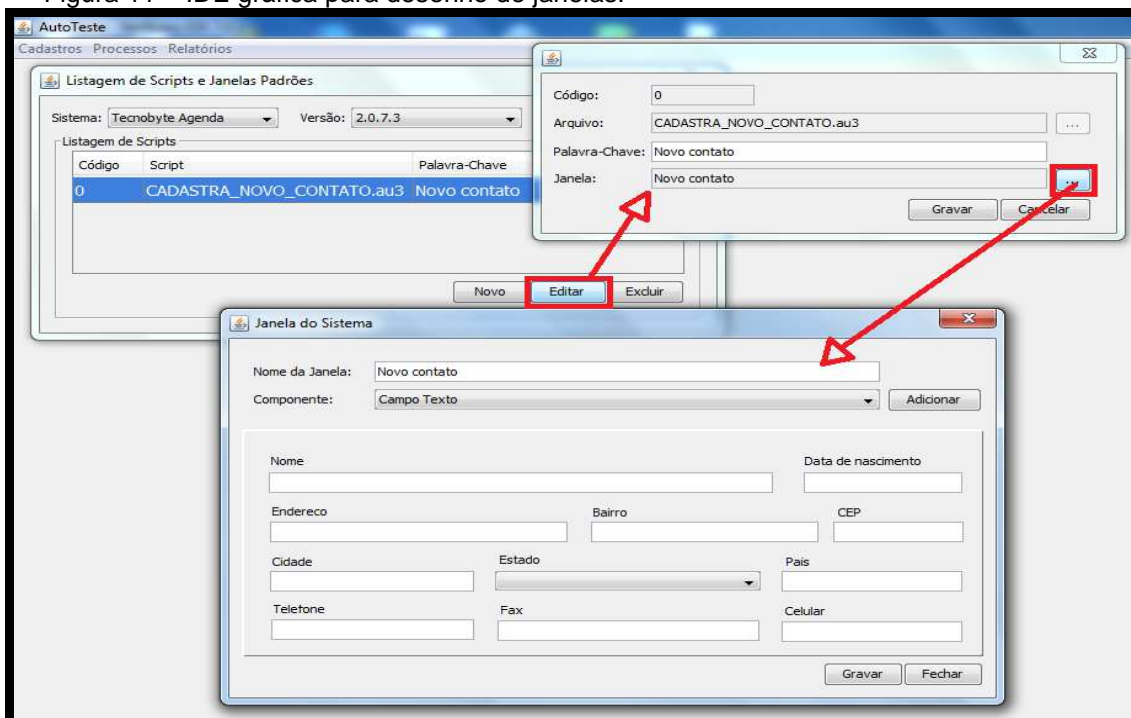 Figura – IDE gráfica para desenho de janelas.
AutoTeste
Cadastros Processos Relatórios
Listagem de Scripts e Janelas Padrões
Sistema: Tecnobyte Agenda Versão: 2.0.7.3
Listagem de Scripts
Código Script Palavra-Chave
0 CADASTRA_NOVO_CONTATO.au3 Novo contato
Novo Editar Excluir
Código: 0
Arquivo: CADASTRA_NOVO_CONTATO.au3 ...
Palavra-Chave: Novo contato
Janela: Novo contato ...
Gravar Cancelar
Janela do Sistema
Nome da Janela: Novo contato
Componente: Campo Texto Adicionar
Nome Data de nascimento
Endereco Bairro CEP
Cidade Estado Pais
Telefone Fax Celular
Gravar Fechar